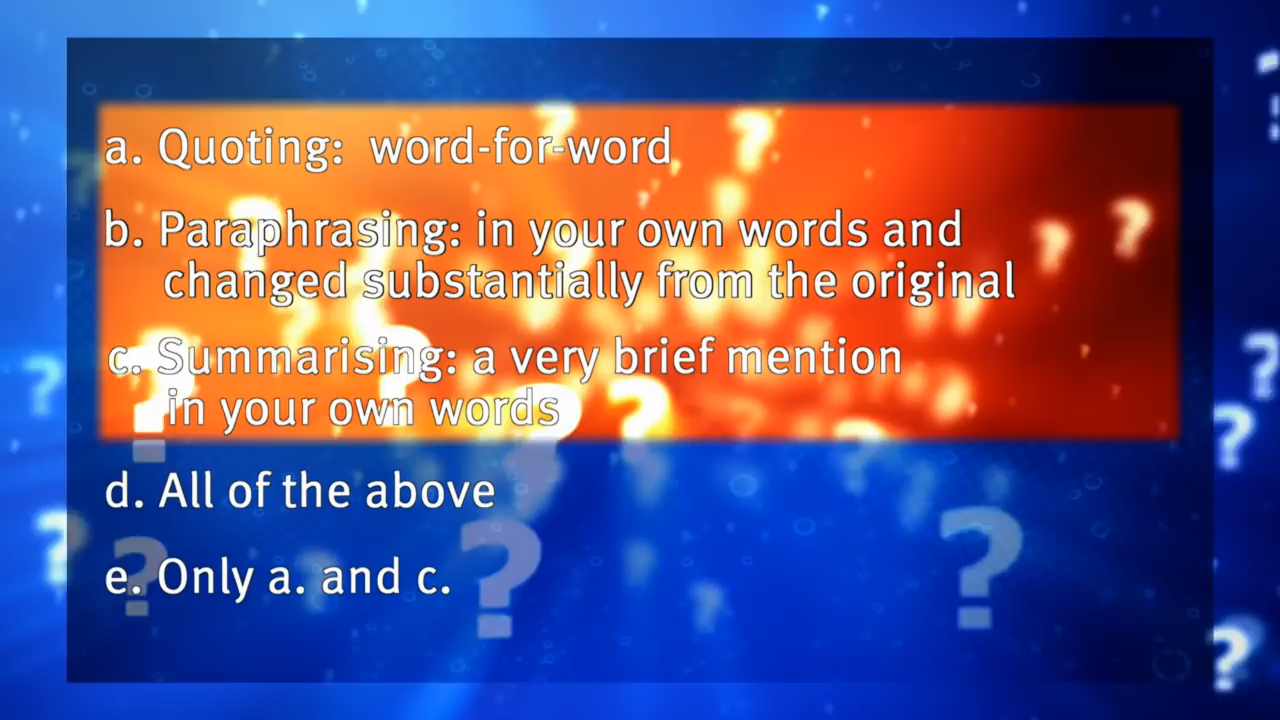 a. Quoting: word-for-word
b. Paraphrasing: in your own words and
changed substantially from the original
c. Summarising: a very brief mention
in your own words
d. All of the above
e. Only a. and c.